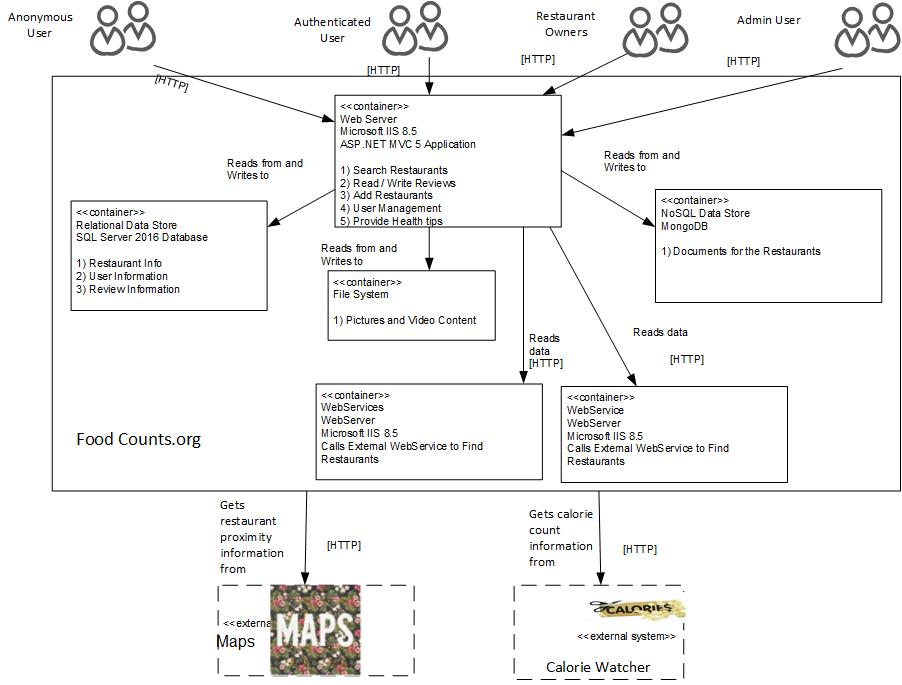 Anonymous
User
Authenticated
User
Restaurant
Owners
Admin User
[HTTP]
[HTTP]
[HTTP]
[HTTP]
<<container>>
Web Server
Microsoft IIS 8.5
ASP.NET MVC 5 Application
1) Search Restaurants
2) Read / Write Reviews
3) Add Restaurants
4) User Management
5) Provide Health tips
Reads from and
Writes to
Reads from and
Writes to
<<container>>
Relational Data Store
SQL Server 2016 Database
1) Restaurant Info
2) User Information
3) Review Information
<<container>>
NoSQL Data Store
MongoDB
1) Documents for the Restaurants
Reads from and
Writes to
<<container>>
File System
1) Pictures and Video Content
Reads
data
[HTTP]
Reads data
[HTTP]
<<container>>
WebServices
WebServer
Microsoft IIS 8.5
Calls External WebService to Find
Restaurants
<<container>>
WebService
WebServer
Microsoft IIS 8.5
Calls External WebService to Find
Restaurants
Food Counts.org
Gets
restaurant
proximity
information
from
[HTTP]
Gets calorie
count
information
from
[HTTP]
<<externa
Maps
MAPS
CALORIES
<<external system>>
Calorie Watcher